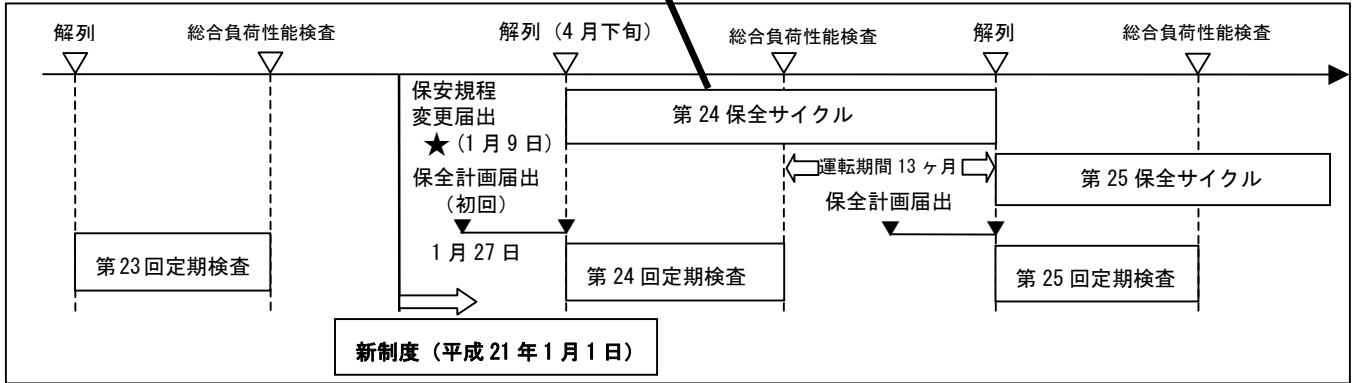 解列
総合負荷性能検査
解列（4月下旬）
総合負荷性能検査
解列
総合負荷性能検査
保安規程
変更届出
★(1月9日)
第24保全サイクル
運転期間13ヶ月
第25保全サイクル
保全計画届出
（初回）
保全計画届出
1月27日
第23回定期検査
第24回定期検査
第25回定期検査
新制度（平成21年1月1日）